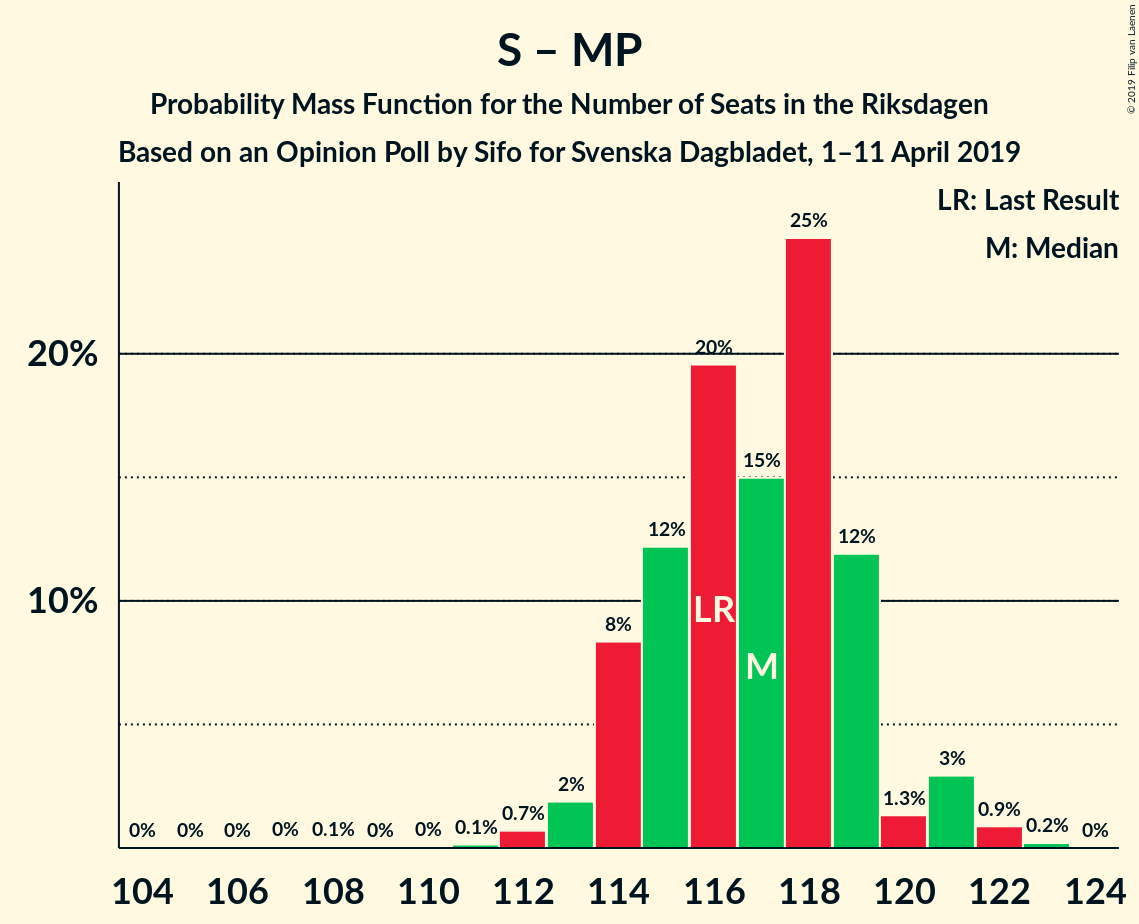 S – MP
Probability Mass Function for the Number of Seats in the Riksdagen
Based on an Opinion Poll by Sifo for Svenska Dagbladet, 1–11 April 2019
© 2019 Filip van Laenen
LR: Last Result
M: Median
20%
10%
0% 0% 0% 0% 0.1% 0% 0% 0.1% 0.7% 2% 8% 12% 20% 15% 25% 12% 1.3% 3% 0.9% 0.2% 0%
LR
M
104 106 108 110 112 114 116 118 120 122 124